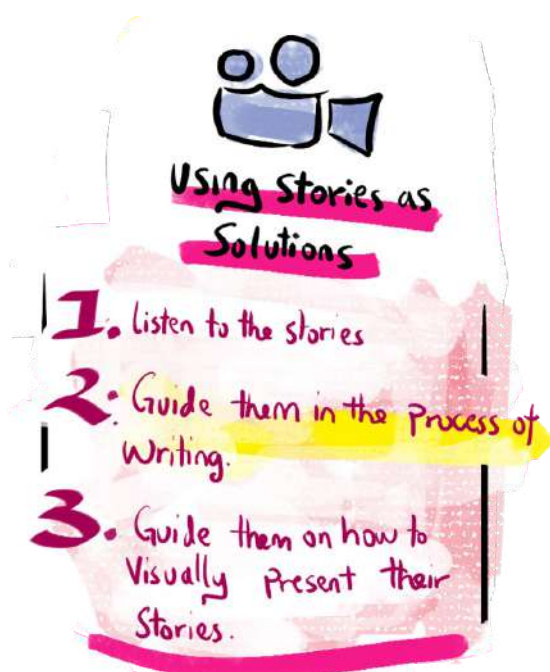 Using Stories as
Solutions
1. Listen to the stories
2. Guide them in the process of
Writing.
3. Guide them on how to
Visually Present their
Stories.